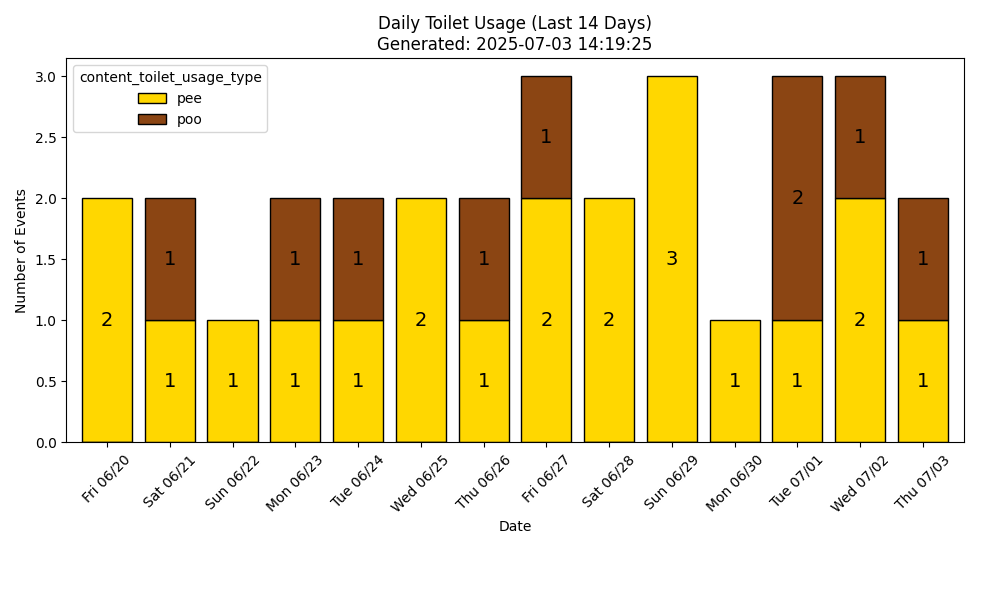 Daily Toilet Usage (Last 14 Days)
Generated: 2025-07-03 14:19:25
content_toilet_usage_type
pee
poo
Number of Events
3.0
2.5
2.0
1.5
1.0
0.5
0.0
2
1
1
1
1
1
1
1
2
1
1
1
2
2
3
1
2
1
1
2
1
1
Fri 06/20
Sat 06/21
Sun 06/22
Mon 06/23
Tue 06/24
Wed 06/25
Thu 06/26
Fri 06/27
Sat 06/28
Sun 06/29
Mon 06/30
Tue 07/01
Wed 07/02
Thu 07/03
Date